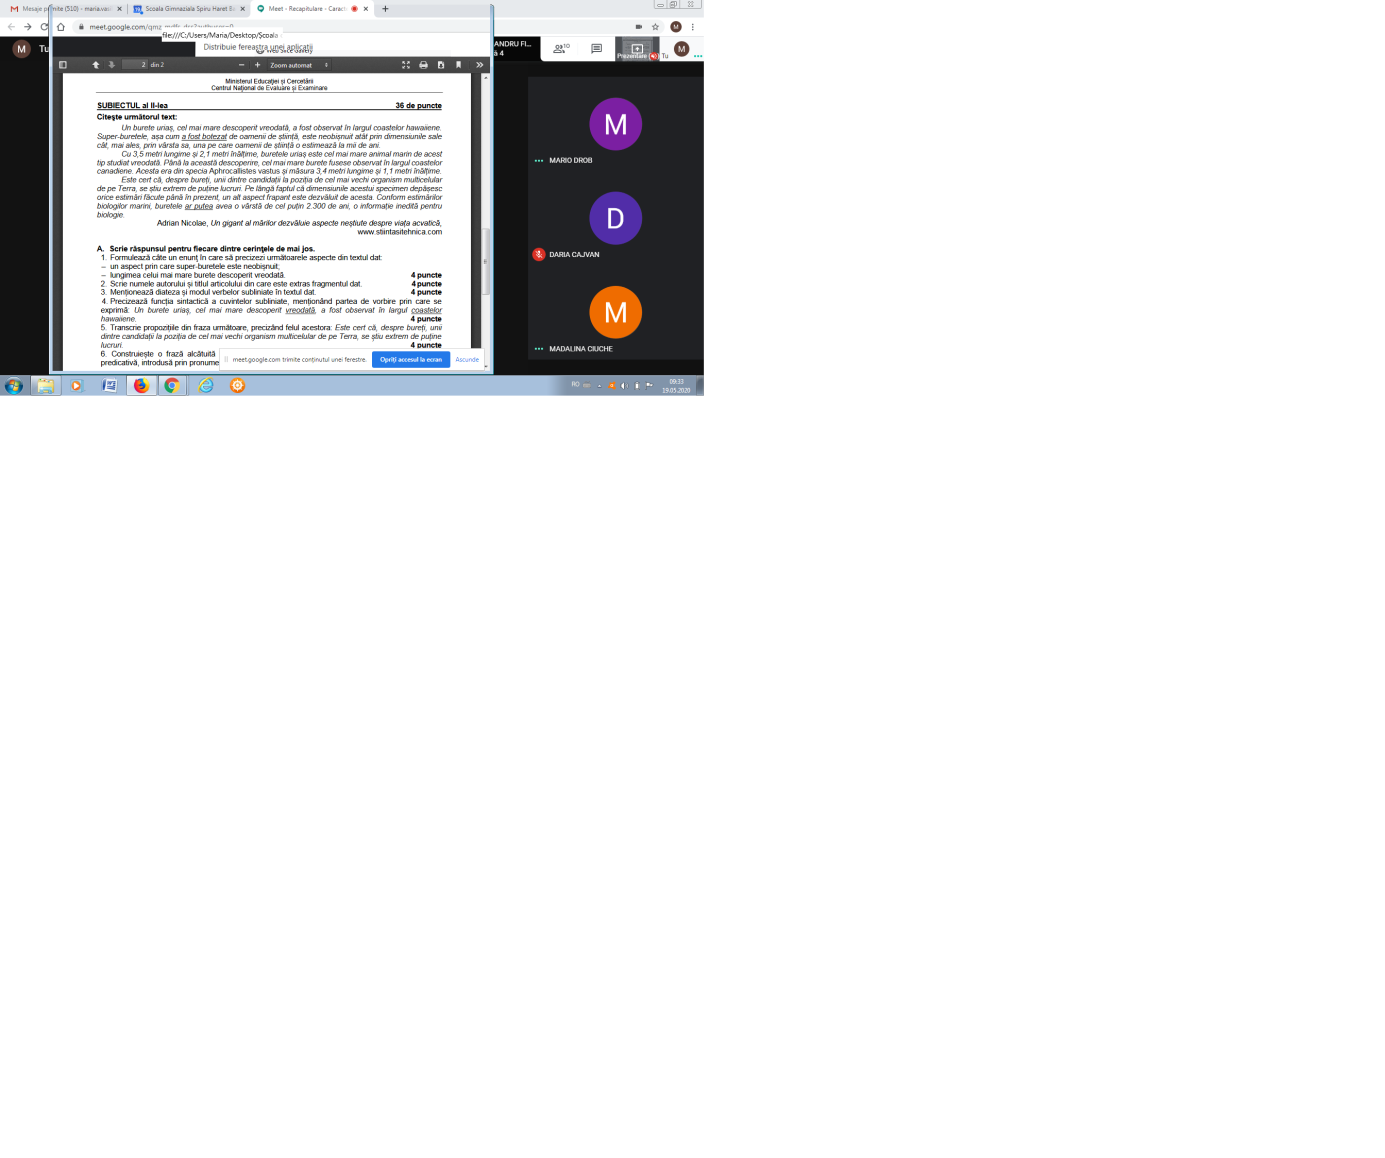 Mesaje primite (510) - maria.vasi
Scoala Gimnaziala Spiru Haret Ea
Meet - Recapitulare - Caracte
meet.google.com/qmz
file:///C:/Users/Maria/Desktop/Școala
Distribuie fereastra unei aplicații
M
Tu
ANDRU FI...
10
Prezentare
Tu
M
2 din 2
Zoom automat
Ministerul Educației și Cercetării
Centrul Național de Evaluare și Examinare
SUBIECTUL al II-lea 36 de puncte
Citește următorul text:
Un burete uriaș, cel mai mare descoperit vreodată, a fost observat în largul coastelor hawaiiene.
Super-buretele, așa cum a fost botezat de oamenii de știință, este neobișnuit atât prin dimensiunile sale
cât, mai ales, prin vârsta sa, una pe care oamenii de știință o estimează la mii de ani.
Cu 3,5 metri lungime și 2,1 metri înălțime, buretele uriaș este cel mai mare animal marin de acest
tip studiat vreodată. Până la această descoperire, cel mai mare burete fusese observat în largul coastelor
canadiene. Acesta era din specia Aphrocallistes vastus și măsura 3,4 metri lungime și 1,1 metri înălțime.
Este cert că, despre bureți, unii dintre candidații la poziția de cel mai vechi organism multicelular
de pe Terra, se știu extrem de puține lucruri. Pe lângă faptul că dimensiunile acestui specimen depășesc
orice estimări făcute până în prezent, un alt aspect frapant este dezvăluit de acesta. Conform estimărilor
biologilor marini, buretele ar putea avea o vârstă de cel puțin 2.300 de ani, o informație inedită pentru
biologie.
Adrian Nicolae, Un gigant al mărilor dezvăluie aspecte neștiute despre viața acvatică,
www.stiintasitehnica.com
A. Scrie răspunsul pentru fiecare dintre cerințele de mai jos.
1. Formulează câte un enunț în care să precizezi următoarele aspecte din textul dat:
– un aspect prin care super-buretele este neobișnuit;
– lungimea celui mai mare burete descoperit vreodată. 4 puncte
2. Scrie numele autorului și titlul articolului din care este extras fragmentul dat. 4 puncte
3. Menționează diateza și modul verbelor subliniate în textul dat. 4 puncte
4. Precizează funcția sintactică a cuvintelor subliniate, menționând partea de vorbire prin care se
exprimă: Un burete uriaș, cel mai mare descoperit vreodată, a fost observat în largul coastelor
hawaiiene.
4 puncte
5. Transcrie propozițiile din fraza următoare, precizând felul acestora: Este cert că, despre bureți, unii
dintre candidații la poziția de cel mai vechi organism multicelular de pe Terra, se știu extrem de puține
lucruri. 4 puncte
6. Construiește o frază alcătuită
predicativă, introdusă prin pronume
meet.google.com trimite conținutul unei ferestre.
Opriți accesul la ecran
Ascunde
M
MARIO DROB
D
DARIA CAJVAN
M
MADALINA CIUCHE
RO
09:33
19.05.2020